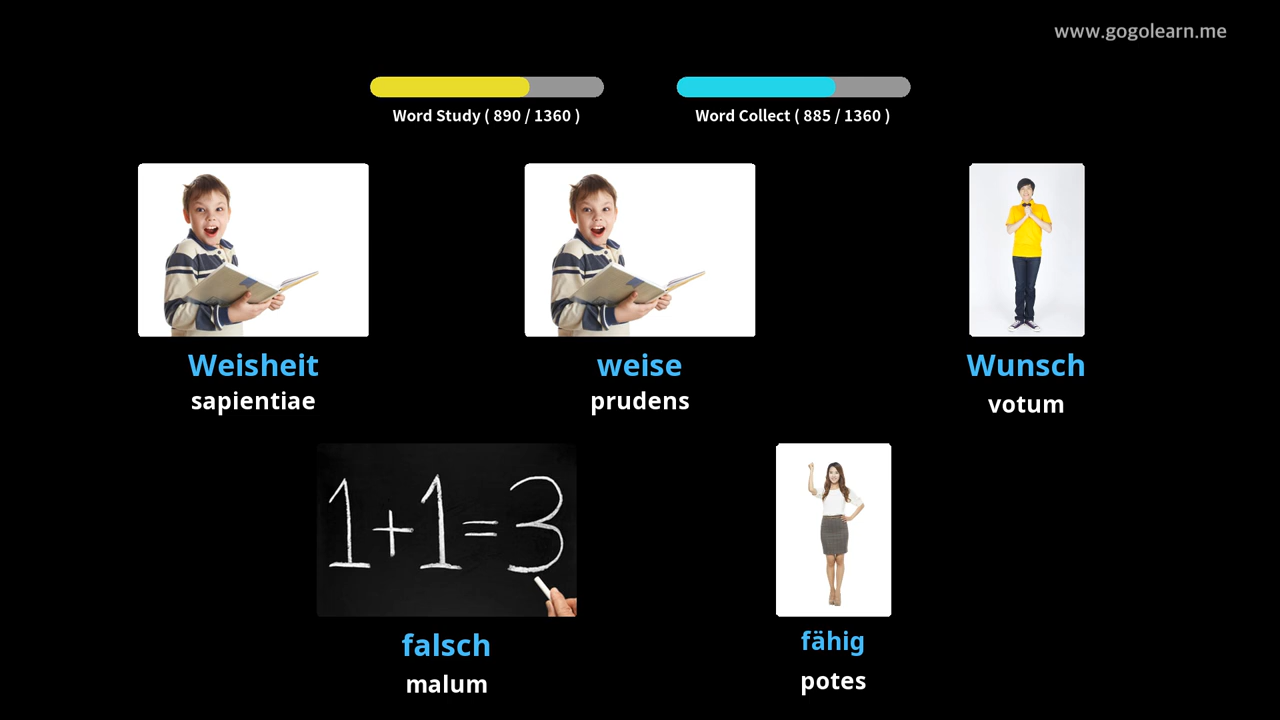 www.gogolearn.me
Word Study ( 890 / 1360 )
Word Collect ( 885 / 1360 )
Weisheit
sapientiae
weise
prudens
Wunsch
votum
1+1=3
falsch
malum
fähig
potes